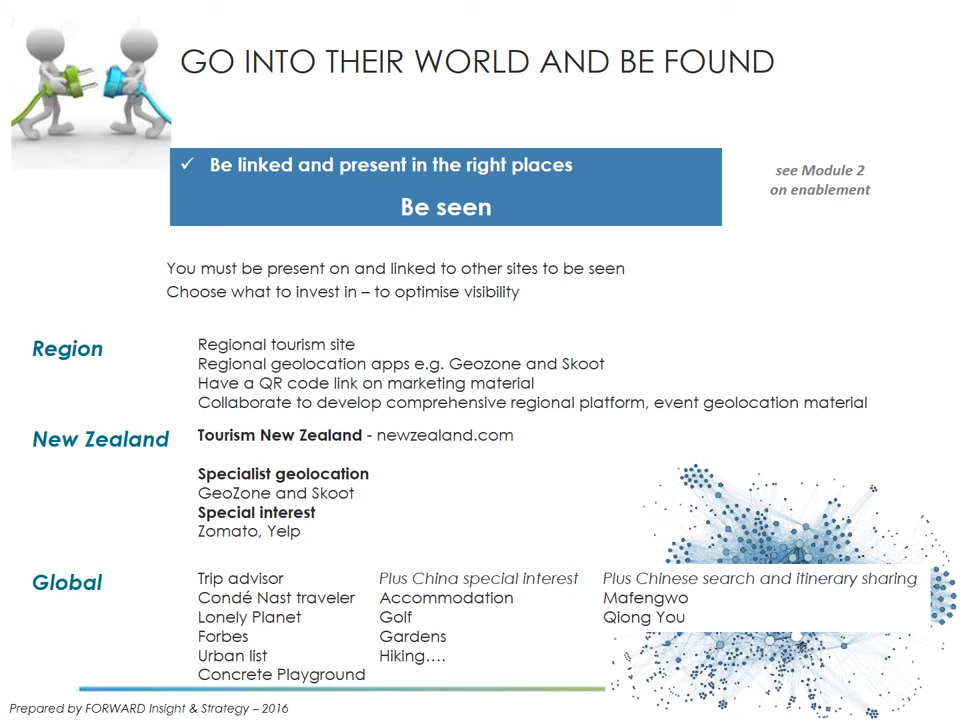 GO INTO THEIR WORLD AND BE FOUND
✓ Be linked and present in the right places
Be seen
see Module 2
on enablement
You must be present on and linked to other sites to be seen
Choose what to invest in – to optimise visibility
Region
Regional tourism site
Regional geolocation apps e.g. Geozone and Skoot
Have a QR code link on marketing material
Collaborate to develop comprehensive regional platform, event geolocation material
New Zealand
Tourism New Zealand - newzealand.com
Specialist geolocation
GeoZone and Skoot
Special interest
Zomato, Yelp
Global
Trip advisor
Condé Nast traveler
Lonely Planet
Forbes
Urban list
Concrete Playground
Plus China special interest
Accommodation
Golf
Gardens
Hiking….
Plus Chinese search and itinerary sharing
Mafengwo
Qiong You
Prepared by FORWARD Insight & Strategy – 2016